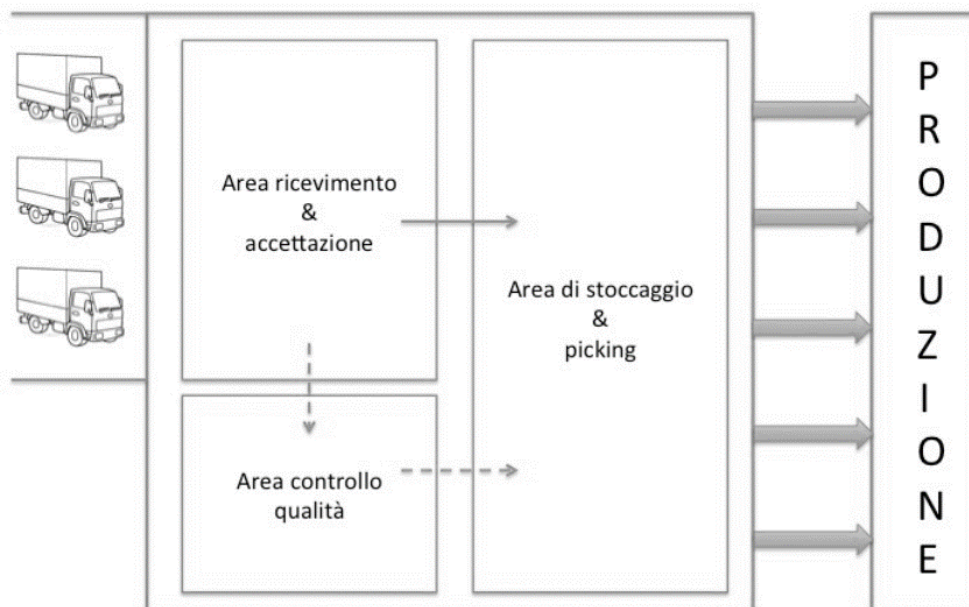 Area ricevimento
&
accettazione
Area di stoccaggio
&
picking
Area controllo
qualità
P
R
O
D
U
Z
I
O
N
E